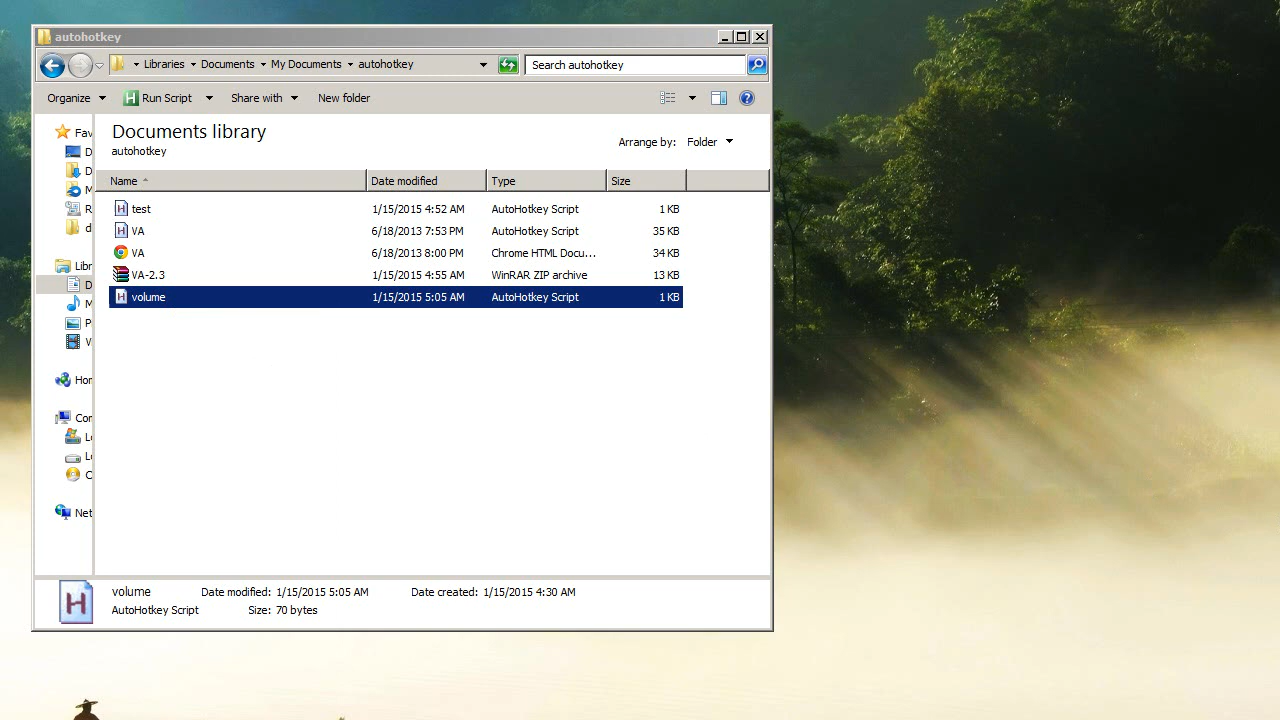 autohotkey
Libraries Documents My Documents autohotkey Search autohotkey
Organize Run Script Share with New folder
Documents library
autohotkey
Arrange by: Folder
Name Date modified Type Size
test 1/15/2015 4:52 AM AutoHotkey Script 1 KB
VA 6/18/2013 7:53 PM AutoHotkey Script 35 KB
VA 6/18/2013 8:00 PM Chrome HTML Docu... 34 KB
VA-2.3 1/15/2015 4:55 AM WinRAR ZIP archive 13 KB
volume 1/15/2015 5:05 AM AutoHotkey Script 1 KB
Fav
D
D
M
R
d
Libr
D
M
P
V
Hor
Cor
L
L
C
Net
volume Date modified: 1/15/2015 5:05 AM Date created: 1/15/2015 4:30 AM
AutoHotkey Script Size: 70 bytes